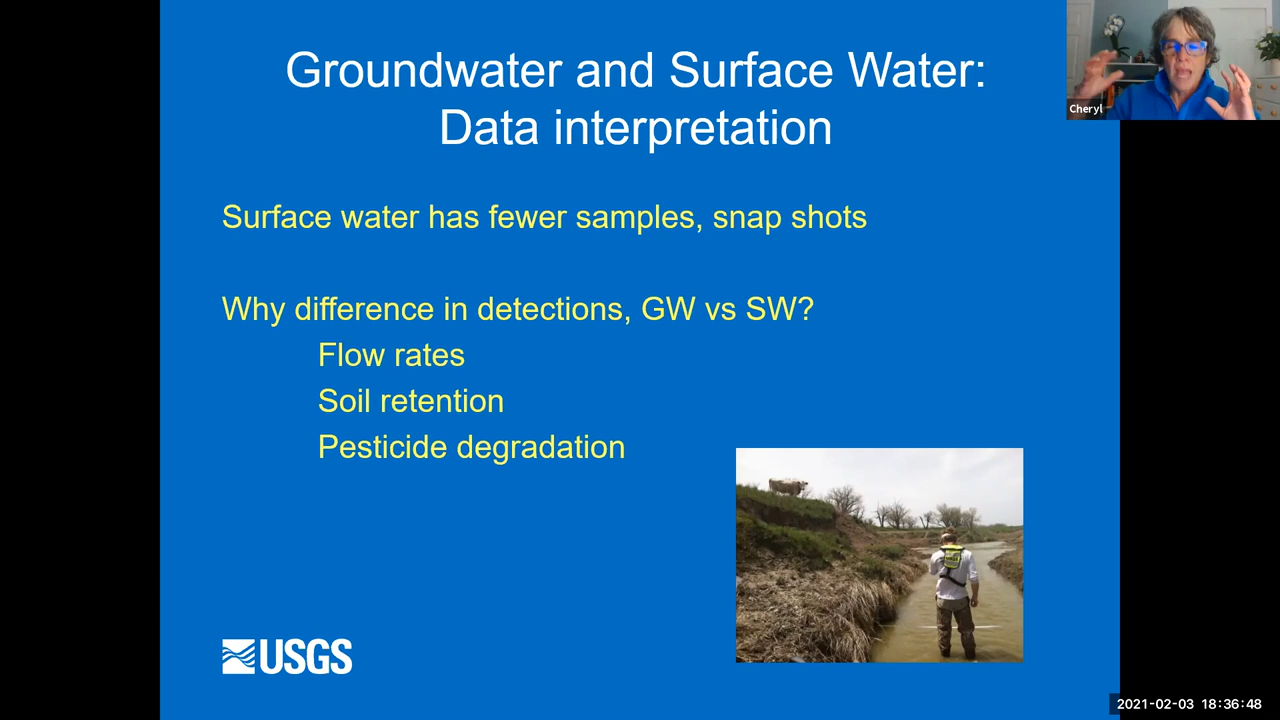 Groundwater and Surface Water:
Data interpretation
Cheryl
Surface water has fewer samples, snap shots
Why difference in detections, GW vs SW?
Flow rates
Soil retention
Pesticide degradation
USGS
2021-02-03 18:36:48